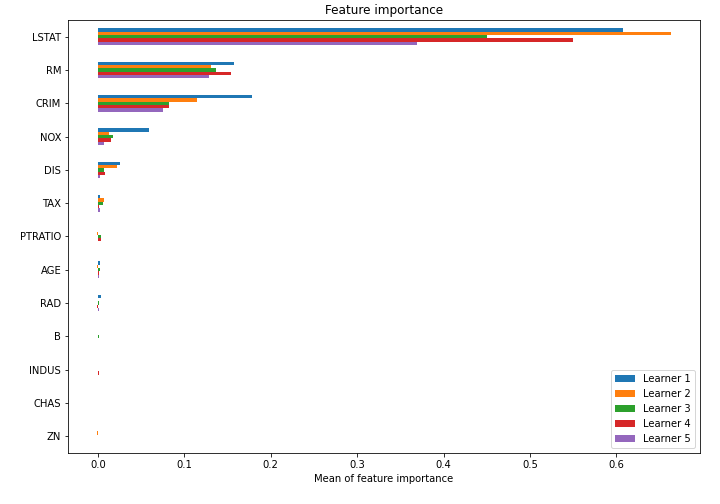 Feature importance
LSTAT
RM
CRIM
NOX
DIS
TAX
PTRATIO
AGE
RAD
B
INDUS
CHAS
ZN
Learner 1
Learner 2
Learner 3
Learner 4
Learner 5
0.0 0.1 0.2 0.3 0.4 0.5 0.6
Mean of feature importance